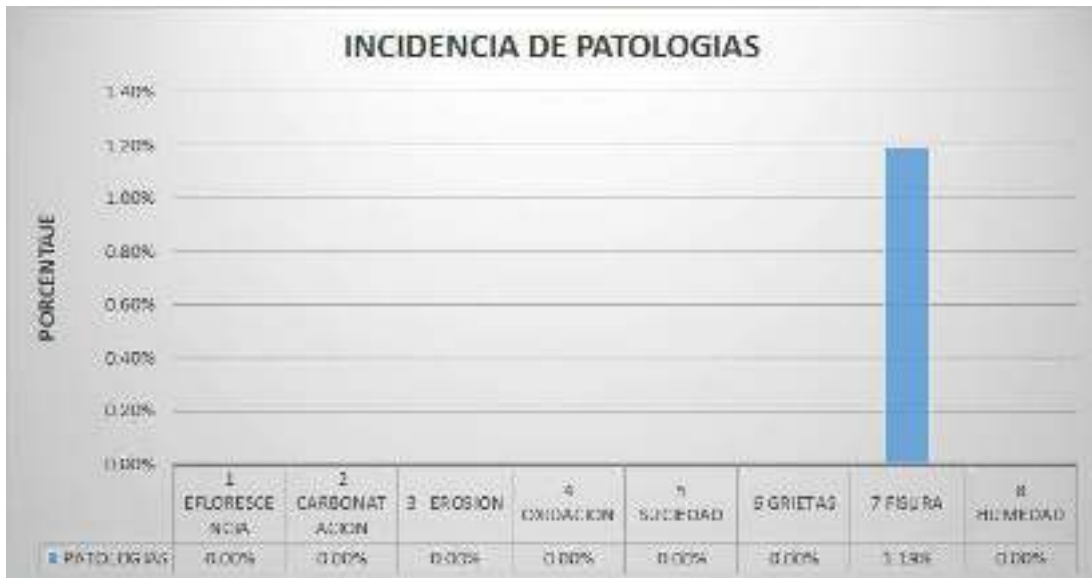 INCIDENCIA DE PATOLOGIAS
PORCENTAJE
1.40%
1.20%
1.00%
0.80%
0.60%
0.40%
0.20%
0.00%
1
EFLORESCE
NCIA
2
CARBONAT
ACION
3 EROSION
4
OXIDACION
5
SUCIEDAD
6 GRIETAS
7 FISURA
8
HUMEDAD
PATOLOGIAS 0.00% 0.00% 0.00% 0.00% 0.00% 0.00% 1.19% 0.00%